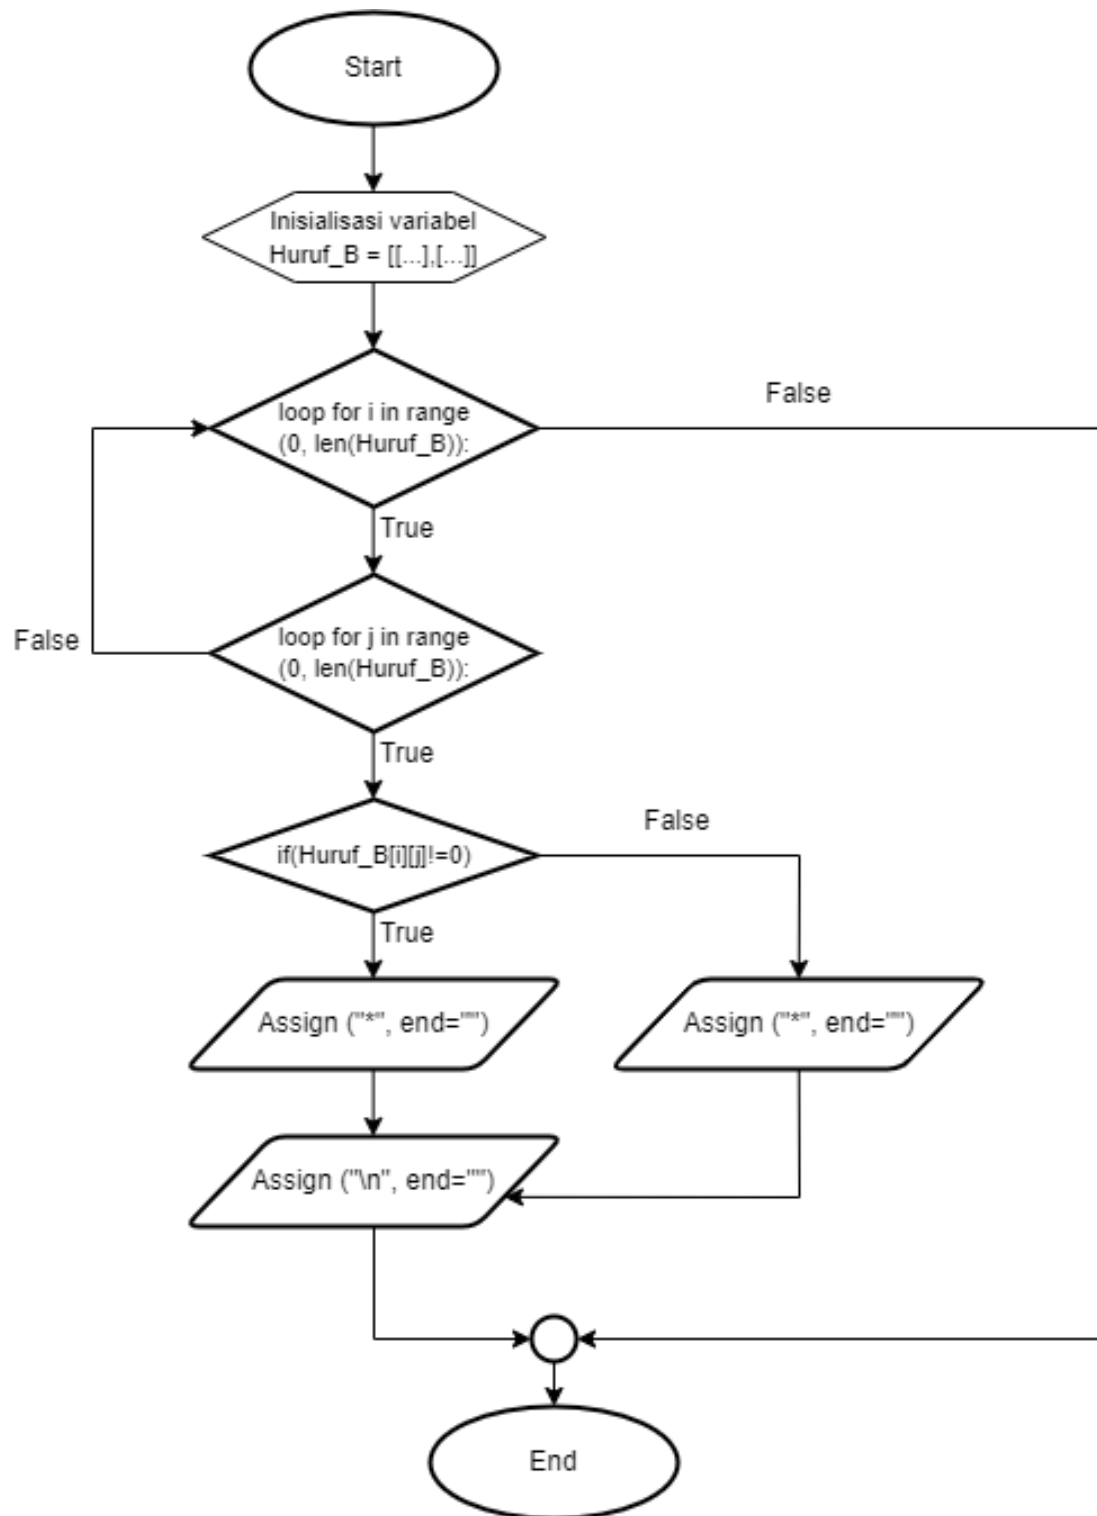 Start
Inisialisasi variabel
Huruf_B = [[...],[...]]
False
loop for i in range
(0, len(Huruf_B)):
True
False
loop for j in range
(0, len(Huruf_B)):
True
False
if(Huruf_B[i][j]!=0)
True
Assign ("*", end="")
Assign ("*", end="")
Assign ("\n", end="")
End